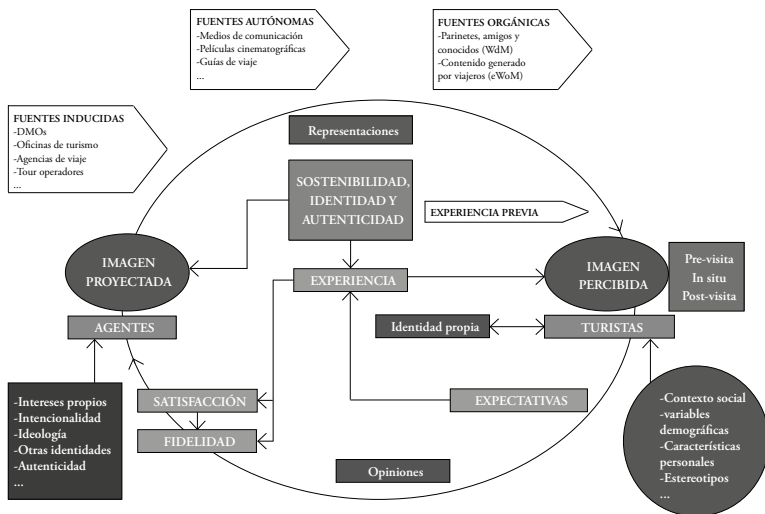 FUENTES AUTÓNOMAS
-Medios de comunicación
-Películas cinematográficas
-Guías de viaje
...
FUENTES ORGÁNICAS
-Parinetes, amigos y
conocidos (WdM)
-Contenido generado
por viajeros (eWoM)
FUENTES INDUCIDAS
-DMOs
-Oficinas de turismo
-Agencias de viaje
-Tour operadores
...
Representaciones
SOSTENIBILIDAD,
IDENTIDAD Y
AUTENTICIDAD
EXPERIENCIA PREVIA
IMAGEN
PROYECTADA
EXPERIENCIA
IMAGEN
PERCIBIDA
Pre-visita
In situ
Post-visita
AGENTES
Identidad propia
TURISTAS
-Intereses propios
-Intencionalidad
-Ideología
-Otras identidades
-Autenticidad
...
SATISFACCIÓN
FIDELIDAD
EXPECTATIVAS
-Contexto social
-variables
demográficas
-Características
personales
-Estereotipos
...
Opiniones